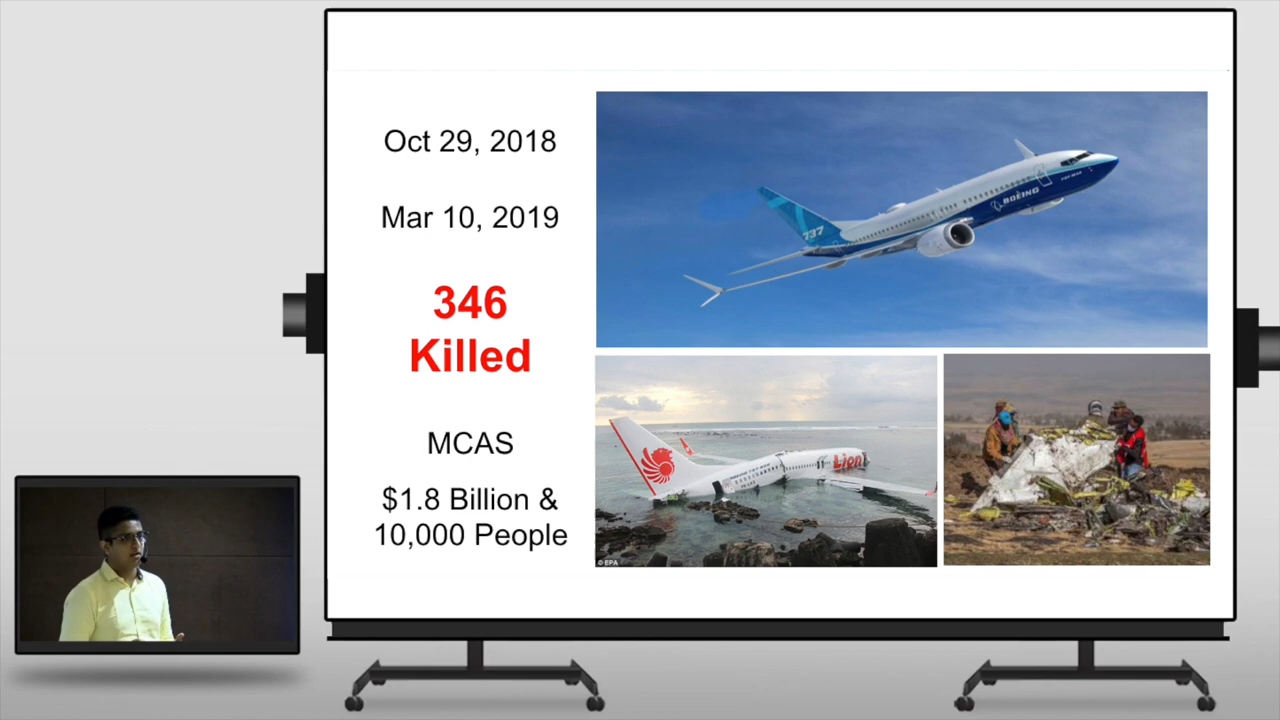 Oct 29, 2018
Mar 10, 2019
346
Killed
MCAS
$1.8 Billion &
10,000 People
737
BOEING
Lion
© EPA